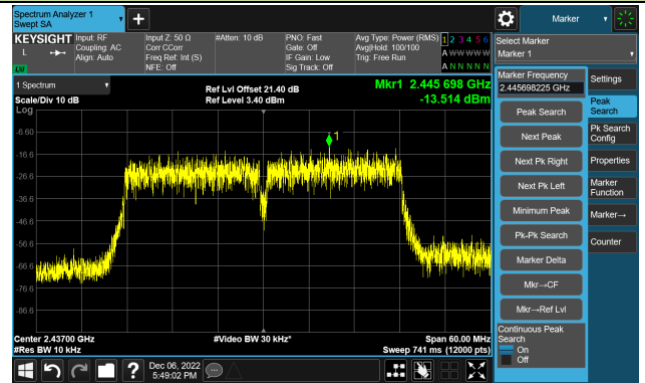 Spectrum Analyzer 1
Swept SA
+
Marker
KEYSIGHT
L
LXI
Input: RF
Coupling: AC
Align: Auto
Input Z: 50 Ω
Corr CCorr
Freq Ref: Int (S)
NFE: Off
#Atten: 10 dB
PNO: Fast
Gate: Off
IF Gain: Low
Sig Track: Off
Avg Type: Power (RMS)
Avg|Hold: 100/100
Trig: Free Run
1 2 3 4 5 6
A W W W W W
A N N N N N
Select Marker
Marker 1
1 Spectrum
Scale/Div 10 dB
Log
Ref Lvl Offset 21.40 dB
Ref Level 3.40 dBm
Mkr1 2.445 698 GHz
-13.514 dBm
1
-6.60
-16.6
-26.6
-36.6
-46.6
-56.6
-66.6
-76.6
-86.6
Center 2.43700 GHz
#Res BW 10 kHz
#Video BW 30 kHz*
Span 60.00 MHz
Sweep 741 ms (12000 pts)
Marker Frequency
2.445698225 GHz
Peak Search
Next Peak
Next Pk Right
Next Pk Left
Minimum Peak
Pk-Pk Search
Marker Delta
Mkr→CF
Mkr→Ref Lvl
Continuous Peak
Search
On
Off
Settings
Peak
Search
Pk Search
Config
Properties
Marker
Function
Marker→
Counter
?
Dec 06, 2022
5:49:02 PM